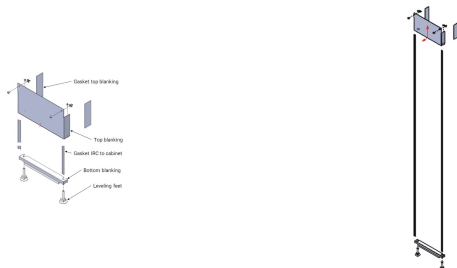 Gasket top blanking
Top blanking
Gasket IRC to cabinet
Bottom blanking
Leveling feet